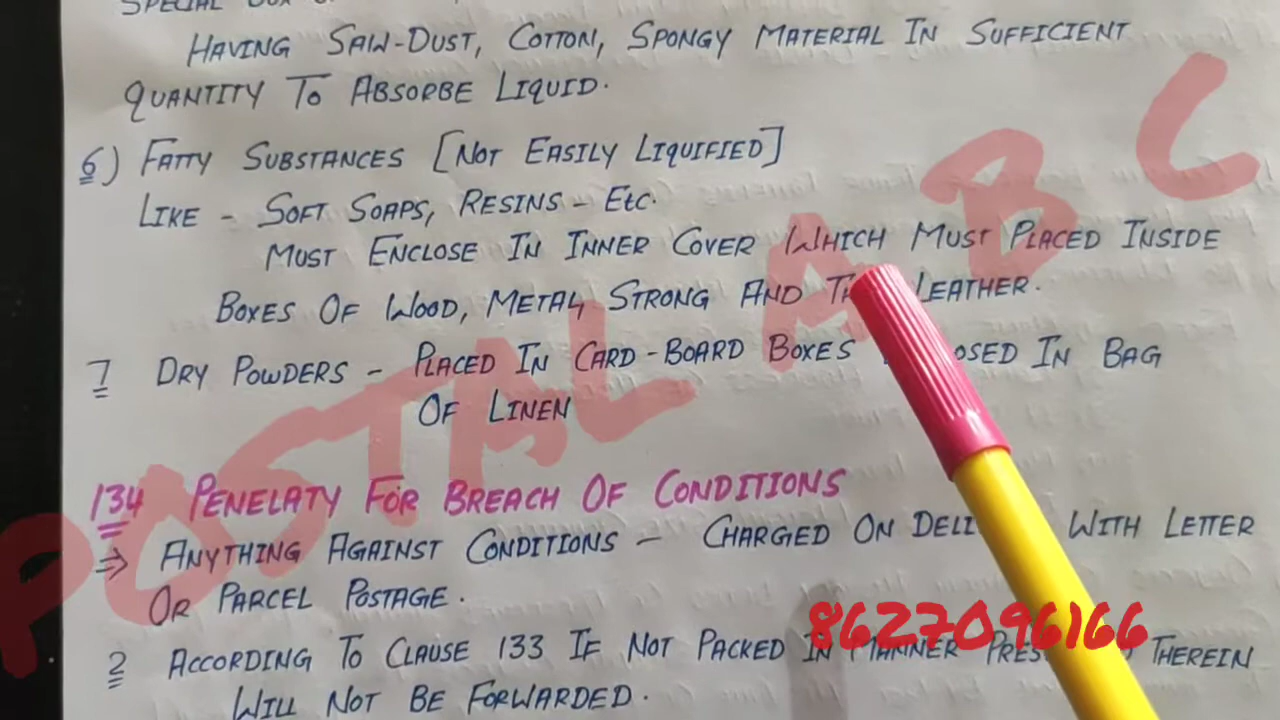 SPECIAL BOX
HAVING SAW-DUST, COTTON, SPONGY MATERIAL IN SUFFICIENT
QUANTITY TO ABSORBE LIQUID.
6) FATTY SUBSTANCES [NOT EASILY LIQUIFIED]
LIKE - SOFT SOAPS, RESINS - ETC.
MUST ENCLOSE IN INNER COVER WHICH MUST PLACED INSIDE
BOXES OF WOOD, METAL, STRONG AND LEATHER.
7 DRY POWDERS - PLACED IN CARD-BOARD BOXES IN BAG
OF LINEN
134 PENELATY FOR BREACH OF CONDITIONS
⇒ ANYTHING AGAINST CONDITIONS - CHARGED ON WITH LETTER
OR PARCEL POSTAGE.
2 ACCORDING TO CLAUSE 133 IF NOT PACKED IN MANNER THEREIN
WILL NOT BE FORWARDED.
POSTAL ABC
8627096166